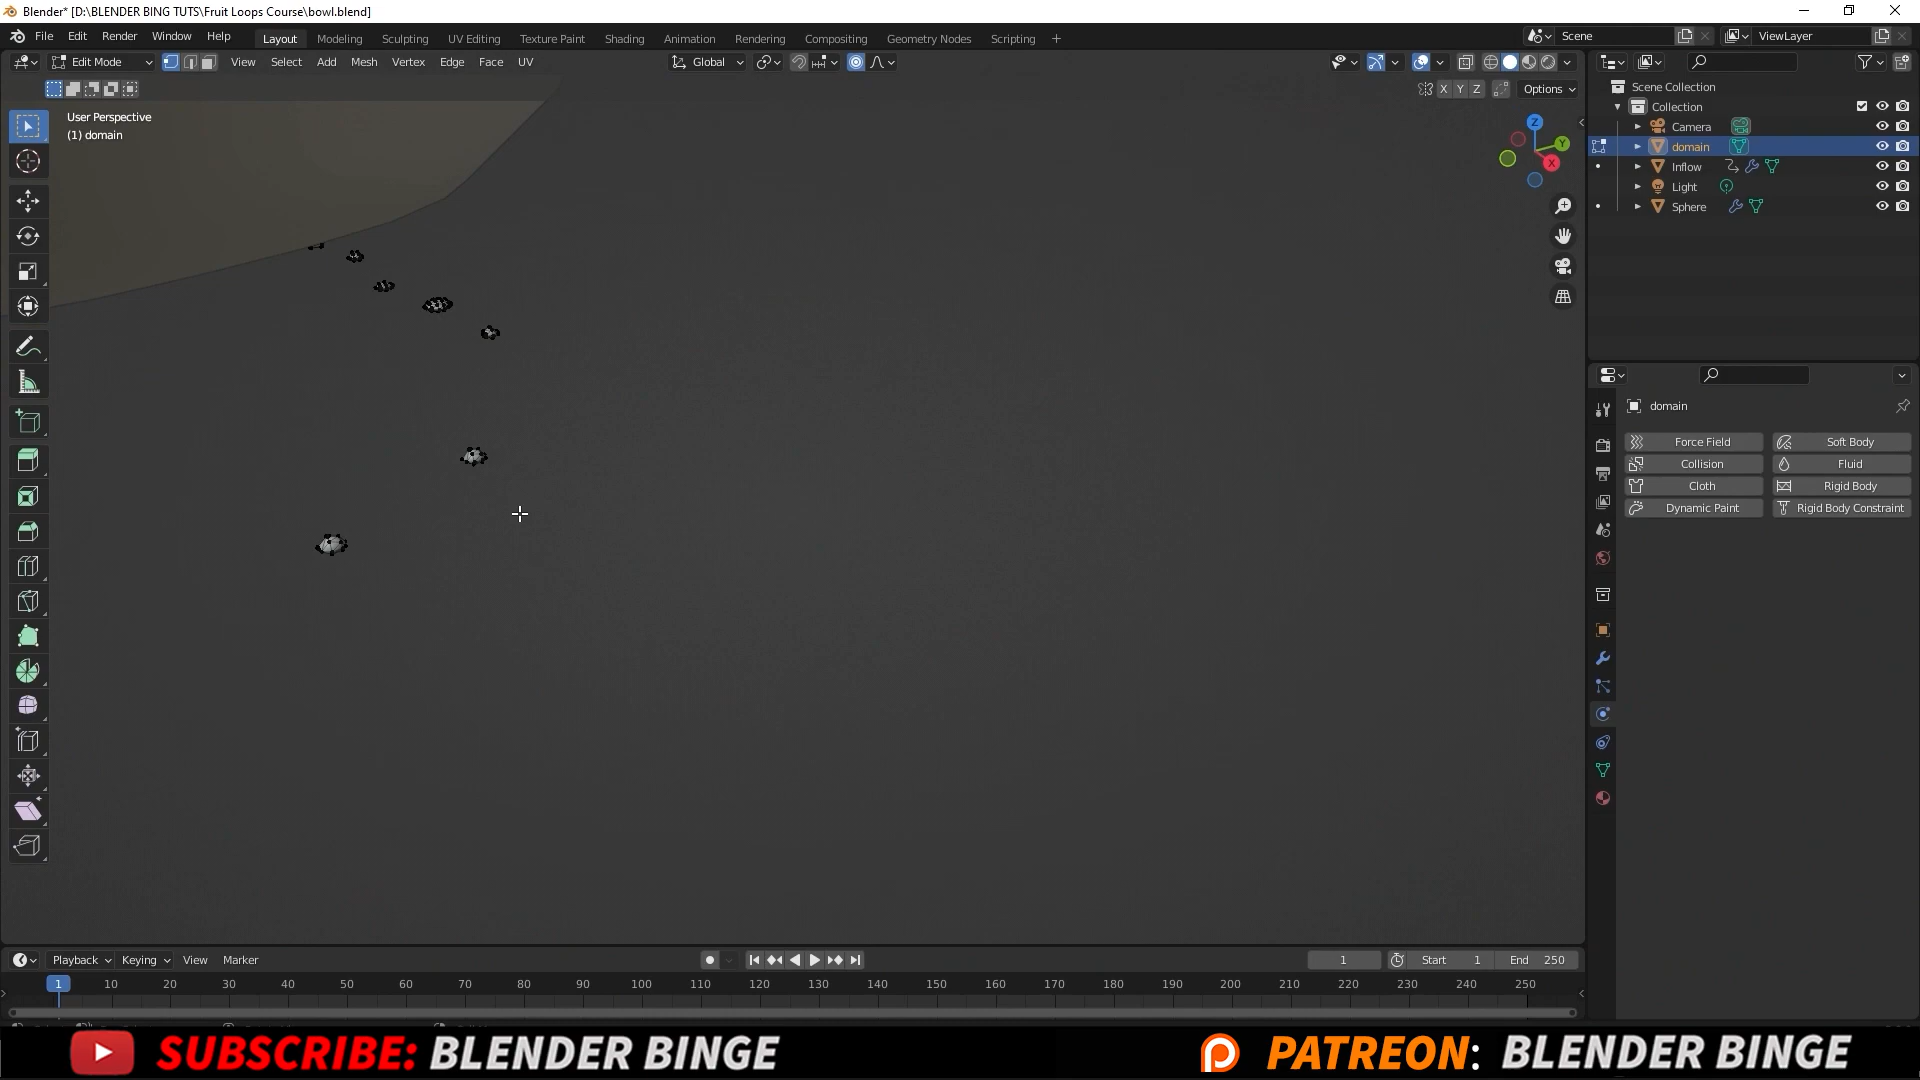 Blender* [D:\BLENDER BING TUTS\Fruit Loops Course\bowl.blend]
File Edit Render Window Help Layout Modeling Sculpting UV Editing Texture Paint Shading Animation Rendering Compositing Geometry Nodes Scripting + Scene ViewLayer
Edit Mode View Select Add Mesh Vertex Edge Face UV Global
X Y Z Options
User Perspective
(1) domain
Z
Y
X
Scene Collection
Collection
Camera
domain
Inflow
Light
Sphere
domain
Force Field Soft Body
Collision Fluid
Cloth Rigid Body
Dynamic Paint Rigid Body Constraint
Playback Keying View Marker 1 Start 1 End 250
1 10 20 30 40 50 60 70 80 90 100 110 120 130 140 150 160 170 180 190 200 210 220 230 240 250
SUBSCRIBE: BLENDER BINGE PATREON: BLENDER BINGE